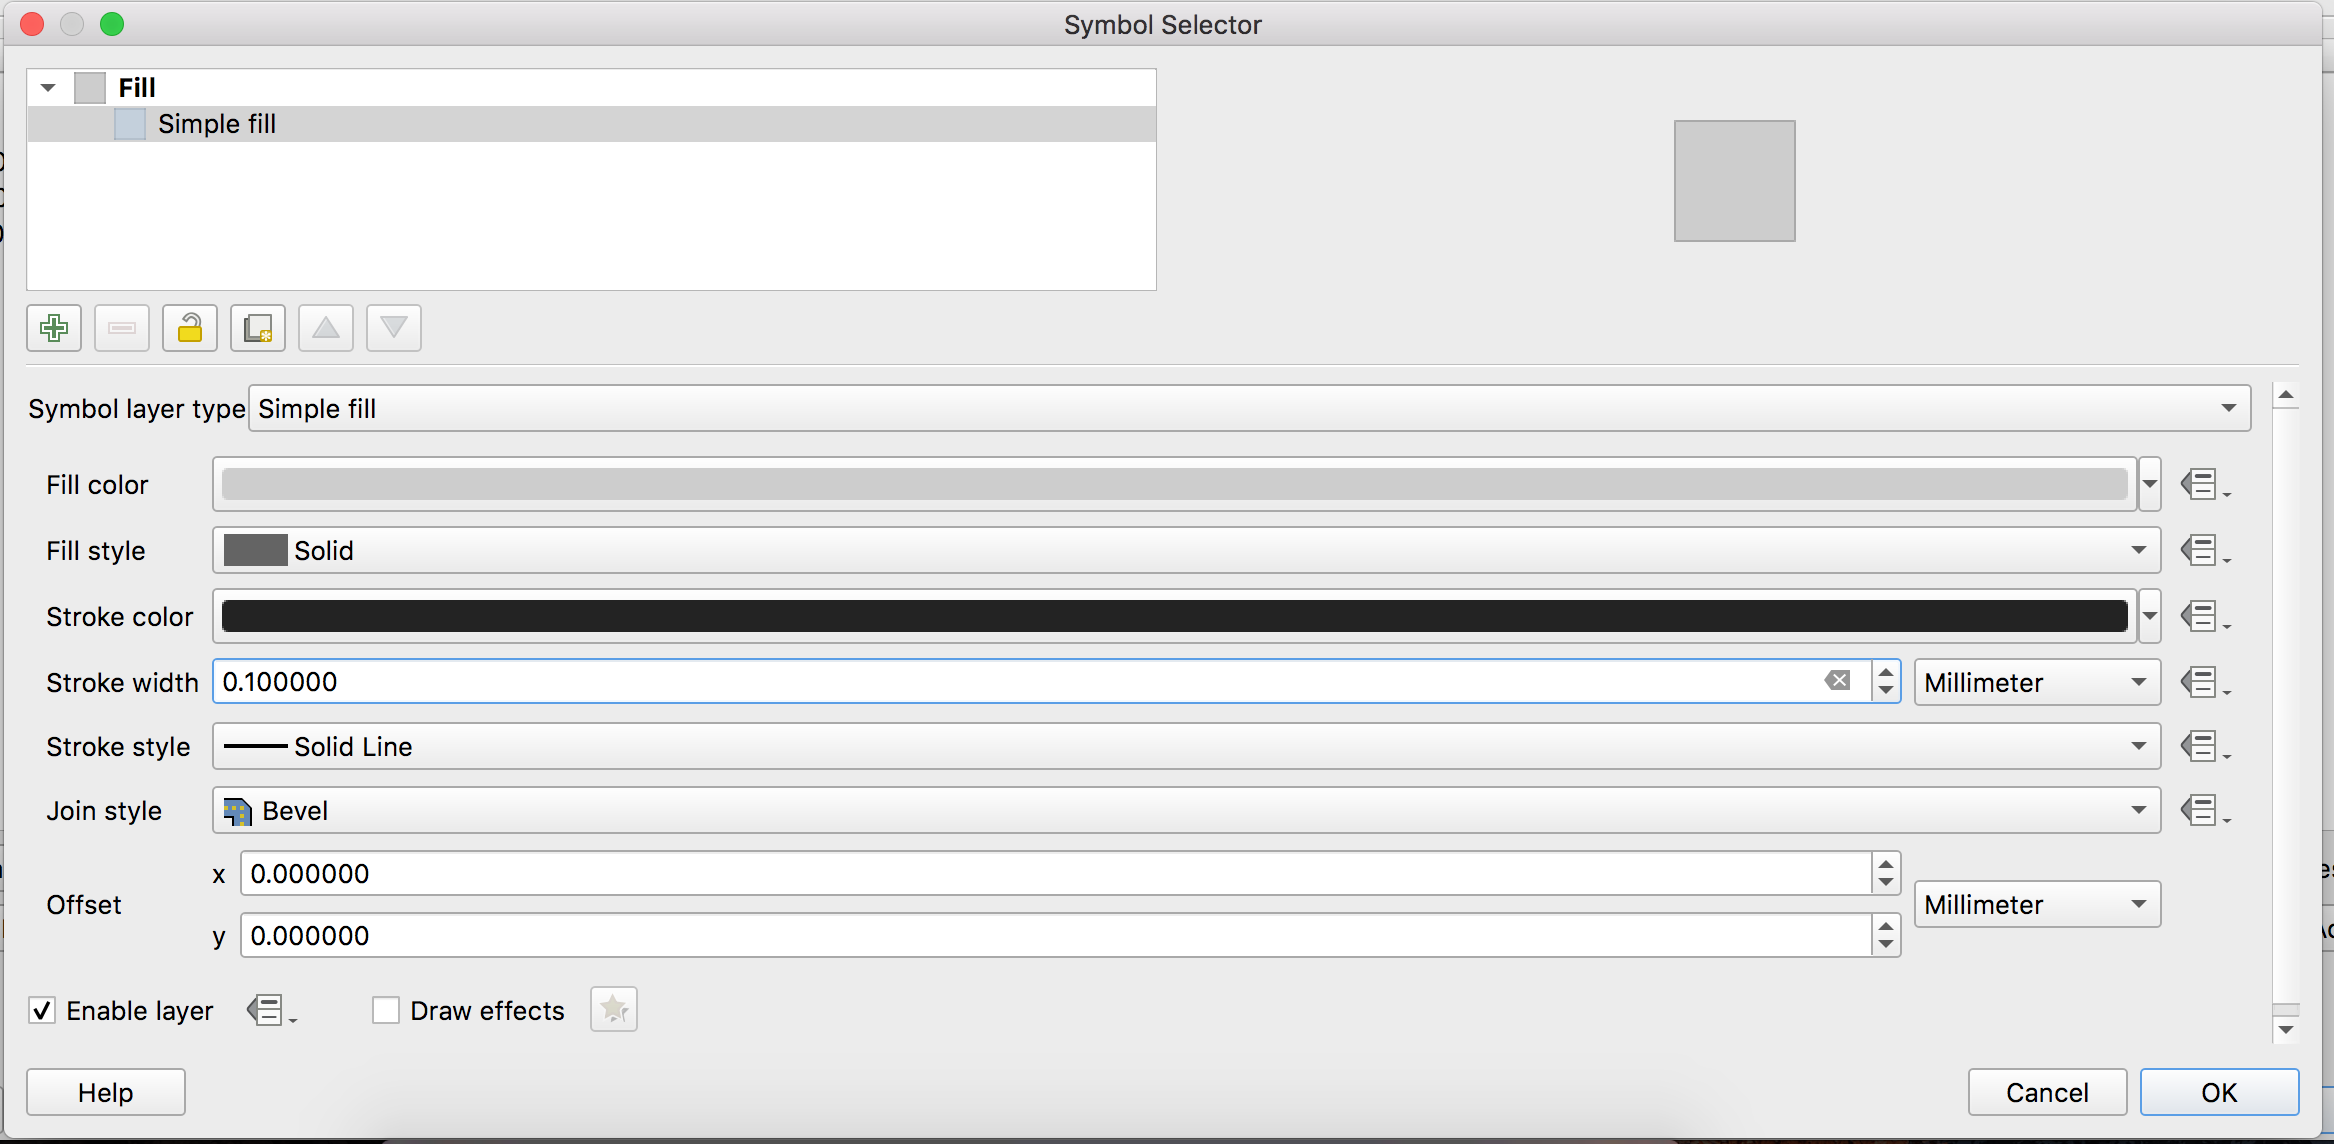 Symbol Selector
Fill
Simple fill
Symbol layer type Simple fill
Fill color
Fill style Solid
Stroke color
Stroke width 0.100000 Millimeter
Stroke style Solid Line
Join style Bevel
x 0.000000
Offset Millimeter
y 0.000000
Enable layer Draw effects
Help Cancel OK